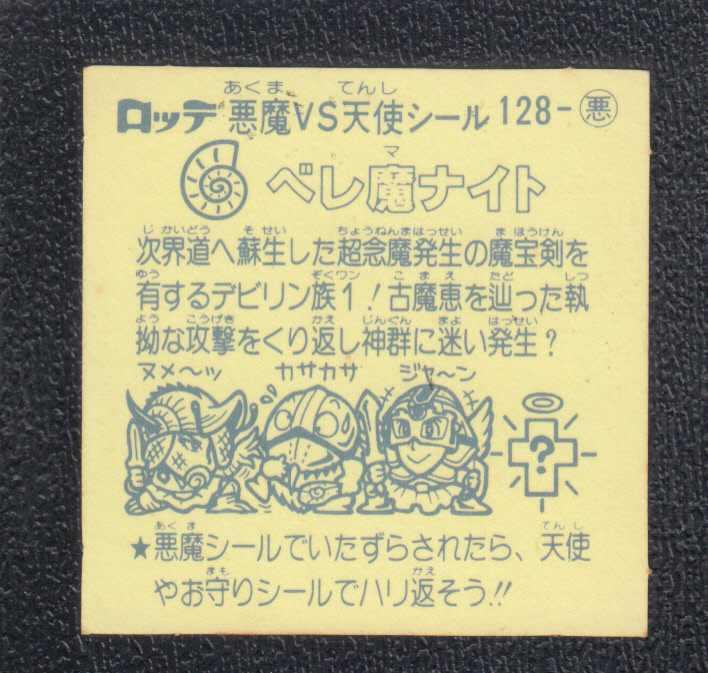 あくま てんし
ロッテ 悪魔VS天使シール 128-悪
マ
ベレ魔ナイト
じかいどう そせい ちょうねんまはっせい まほうけん
次界道へ蘇生した超念魔発生の魔宝剣を
ゆう ぞくワン こまえ たど しつ
有するデビリン族1!古魔恵を辿った執
よう こうげき かえ じんぐん まよ はっせい
拗な攻撃をくり返し神群に迷い発生?
ヌメ〜ッ カサカサ ジャ〜ン
?
あくま てんし
★悪魔シールでいたずらされたら、天使
まも かえ
やお守りシールでハリ返そう!!